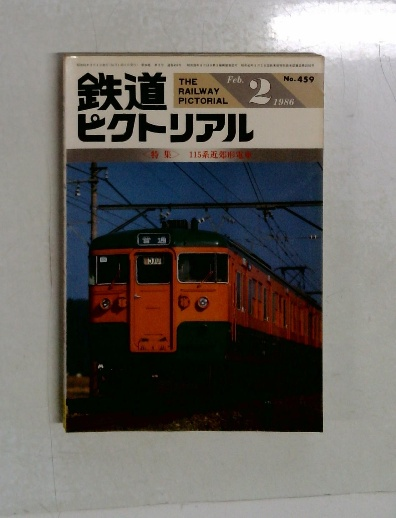 鉄道
THE
RAILWAY
PICTORIAL
Feb.
2
1986
No.459
ピクトリアル
特集 115系近郊形電車
普通